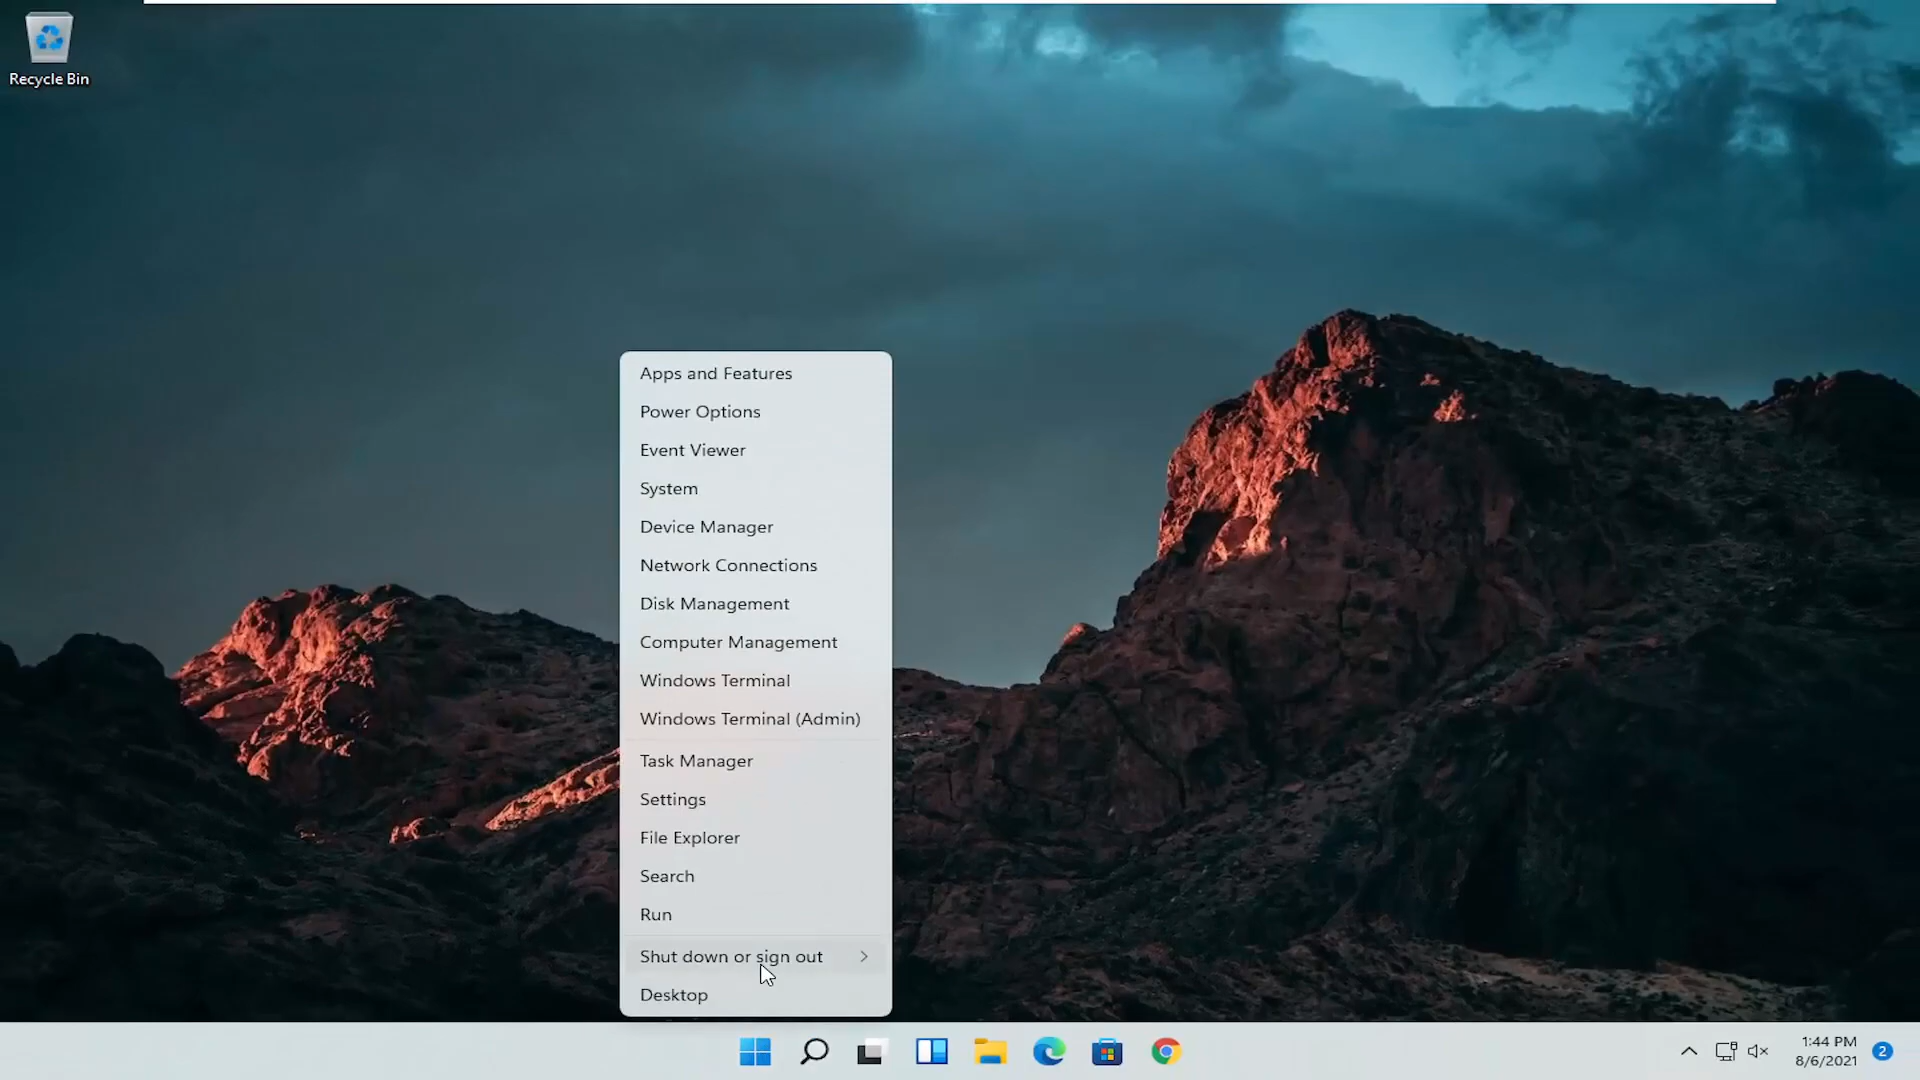 Recycle Bin
Apps and Features
Power Options
Event Viewer
System
Device Manager
Network Connections
Disk Management
Computer Management
Windows Terminal
Windows Terminal (Admin)
Task Manager
Settings
File Explorer
Search
Run
Shut down or sign out
Desktop
1:44 PM
8/6/2021
2